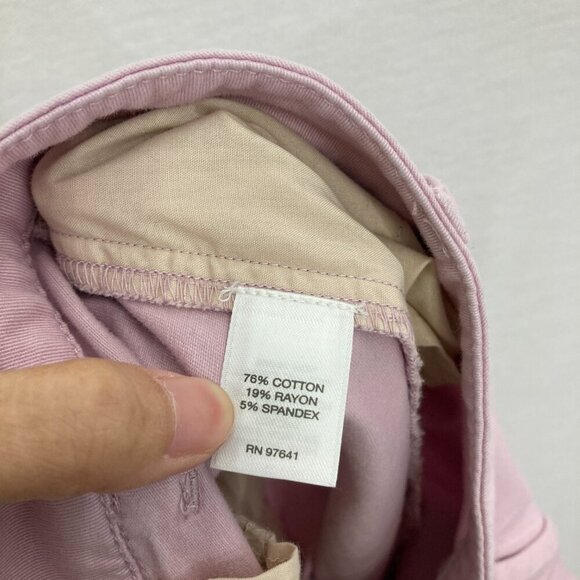 76% COTTON
19% RAYON
5% SPANDEX
RN 97641